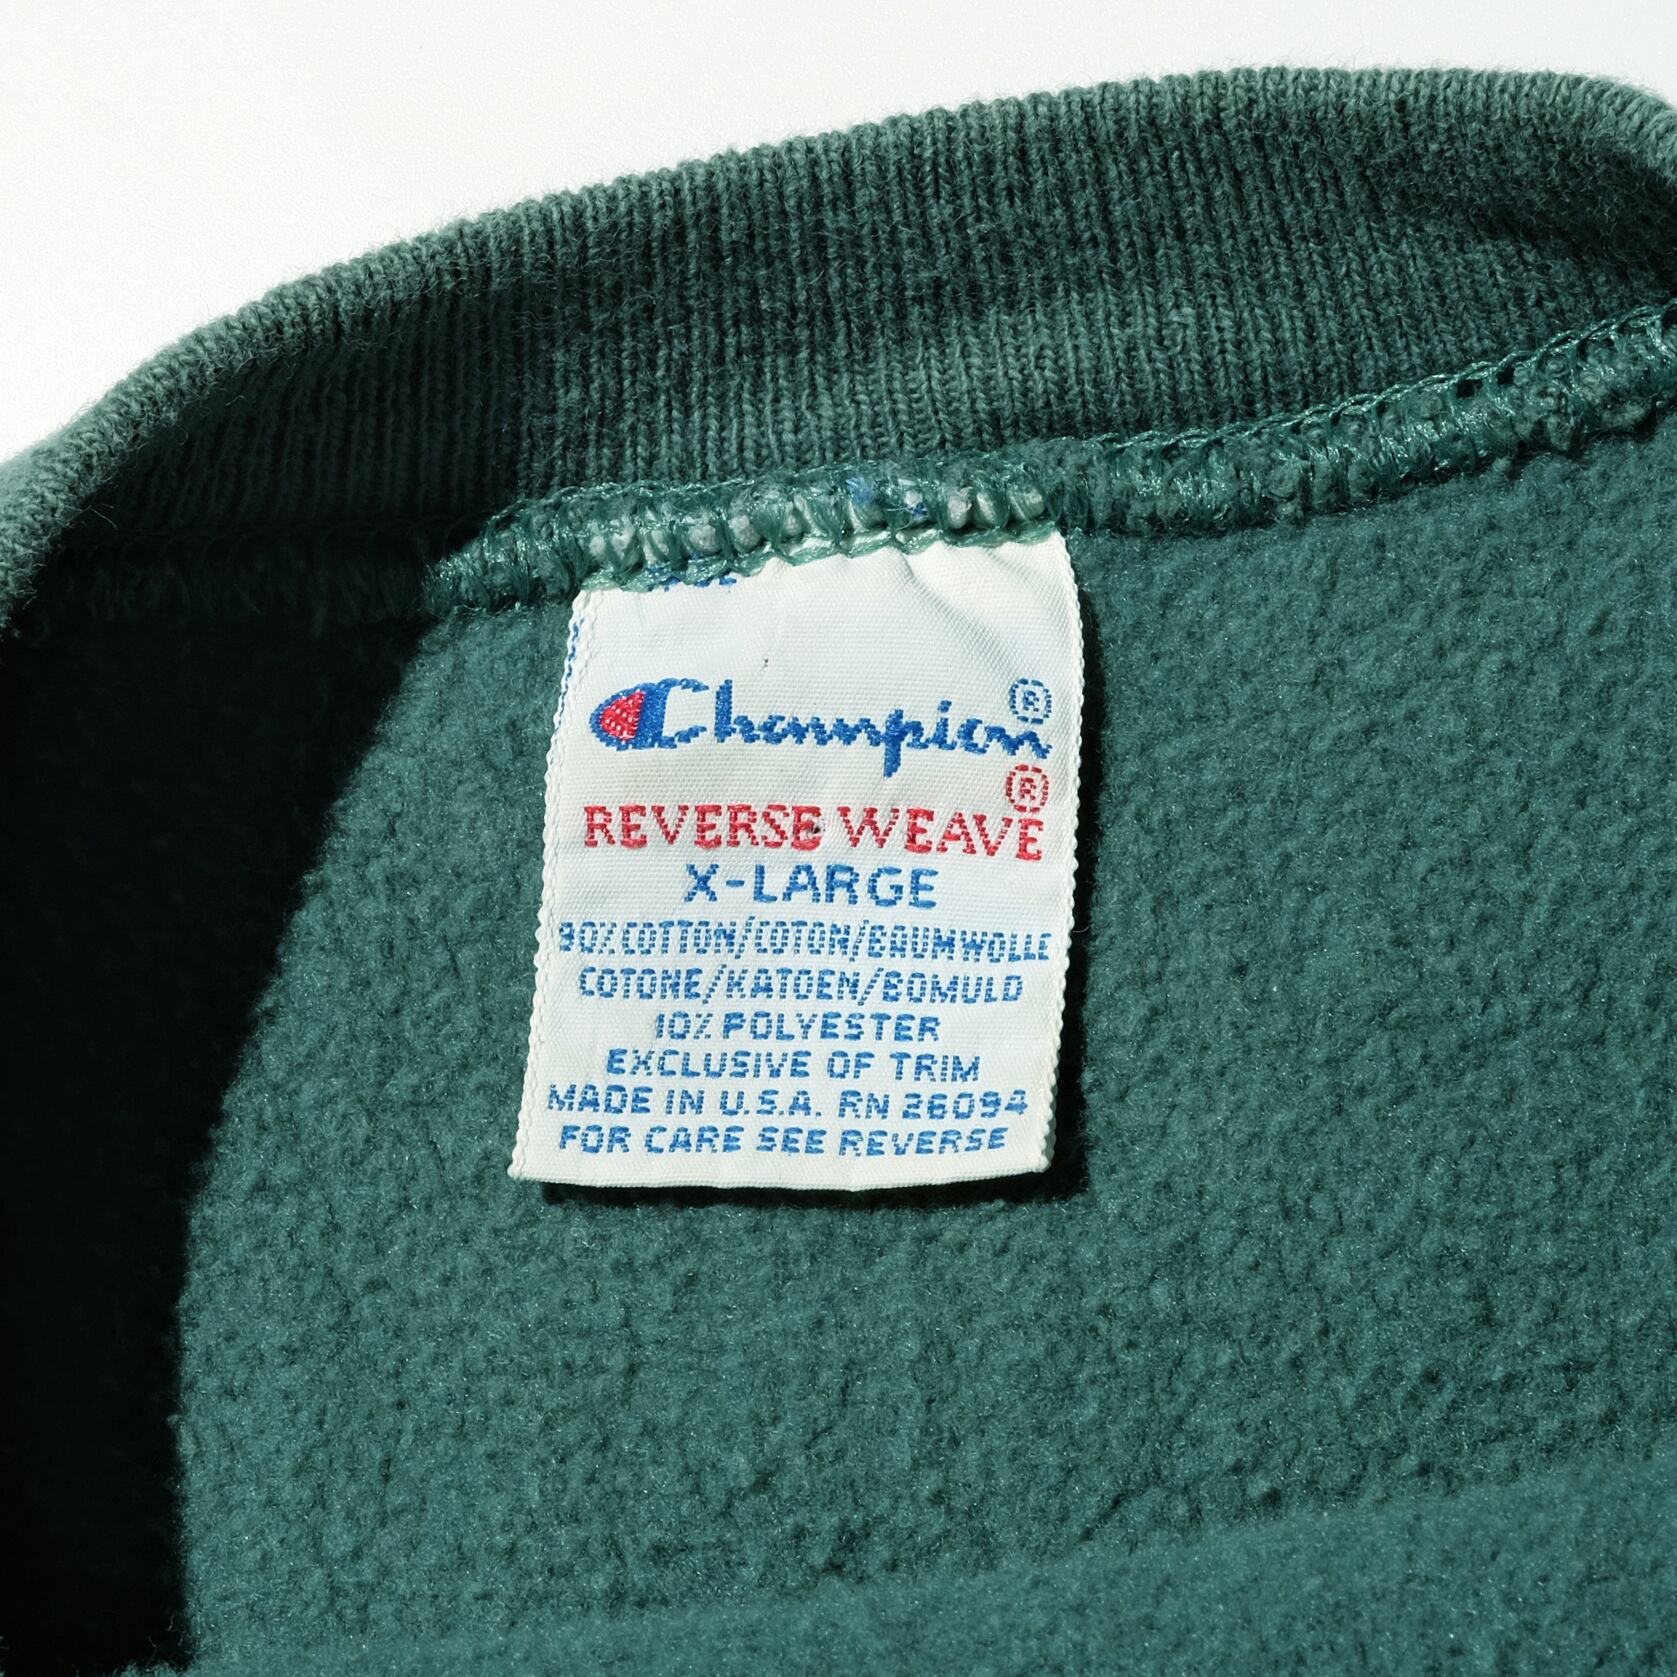 Champion®
REVERSE WEAVE®
X-LARGE
90% COTTON/COTON/BAUMWOLLE
COTONE/KATOEN/BOMULD
10% POLYESTER
EXCLUSIVE OF TRIM
MADE IN U.S.A. RN 26094
FOR CARE SEE REVERSE